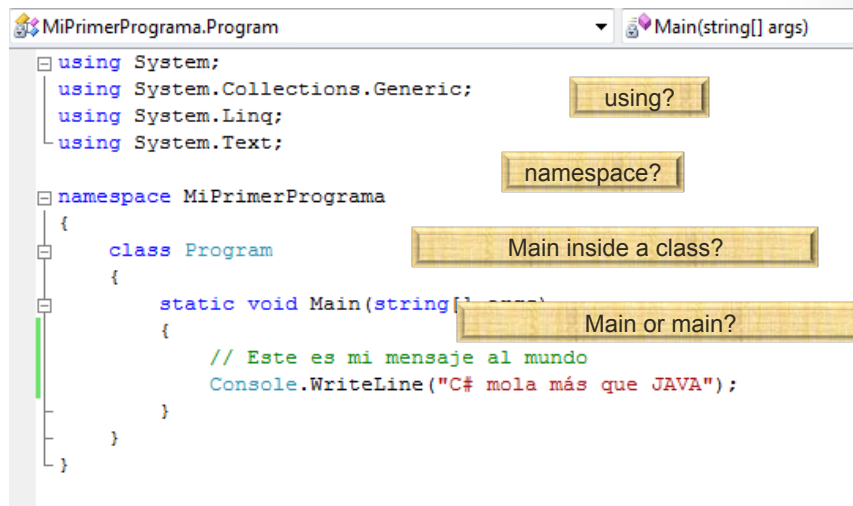 MiPrimerPrograma.Program Main(string[] args)
using System;
using System.Collections.Generic;
using?
using System.Linq;
using System.Text;
namespace?
namespace MiPrimerPrograma
{
class Program
Main inside a class?
{
static void Main(string[] args)
Main or main?
{
// Este es mi mensaje al mundo
Console.WriteLine("C# mola más que JAVA");
}
}
}